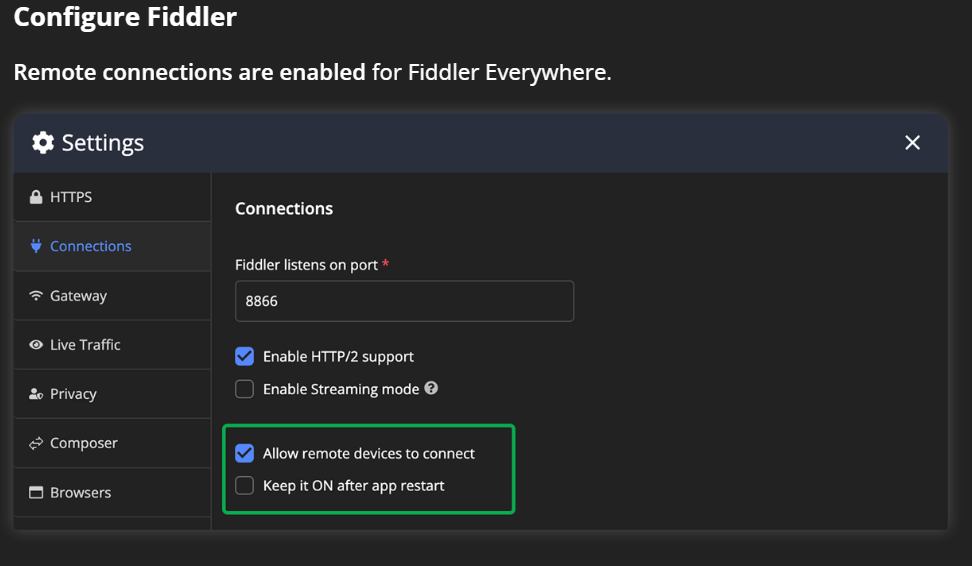 Configure Fiddler
Remote connections are enabled for Fiddler Everywhere.
Settings
HTTPS
Connections
Gateway
Live Traffic
Privacy
Composer
Browsers
Connections
Fiddler listens on port *
8866
Enable HTTP/2 support
Enable Streaming mode ?
Allow remote devices to connect
Keep it ON after app restart